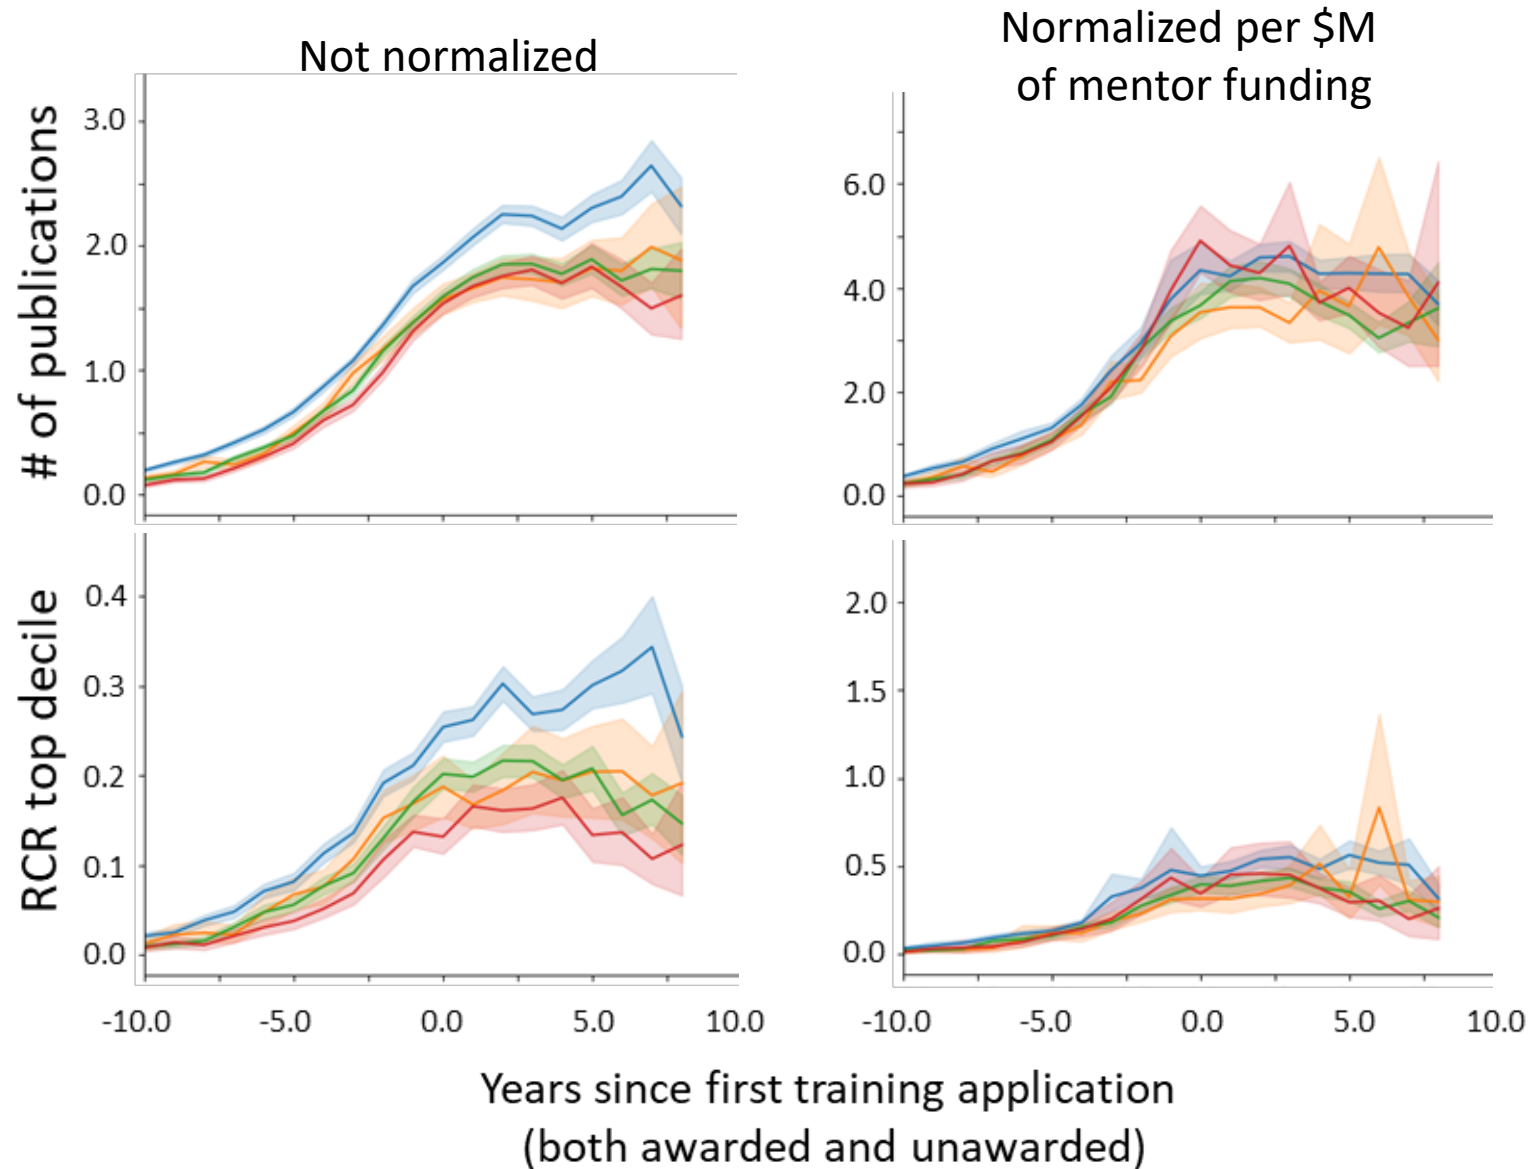 Not normalized
Normalized per $M
of mentor funding
# of publications
3.0
2.0
1.0
0.0
6.0
4.0
2.0
0.0
RCR top decile
0.4
0.3
0.2
0.1
0.0
2.0
1.5
1.0
0.5
0.0
-10.0 -5.0 0.0 5.0 10.0
-10.0 -5.0 0.0 5.0 10.0
Years since first training application
(both awarded and unawarded)